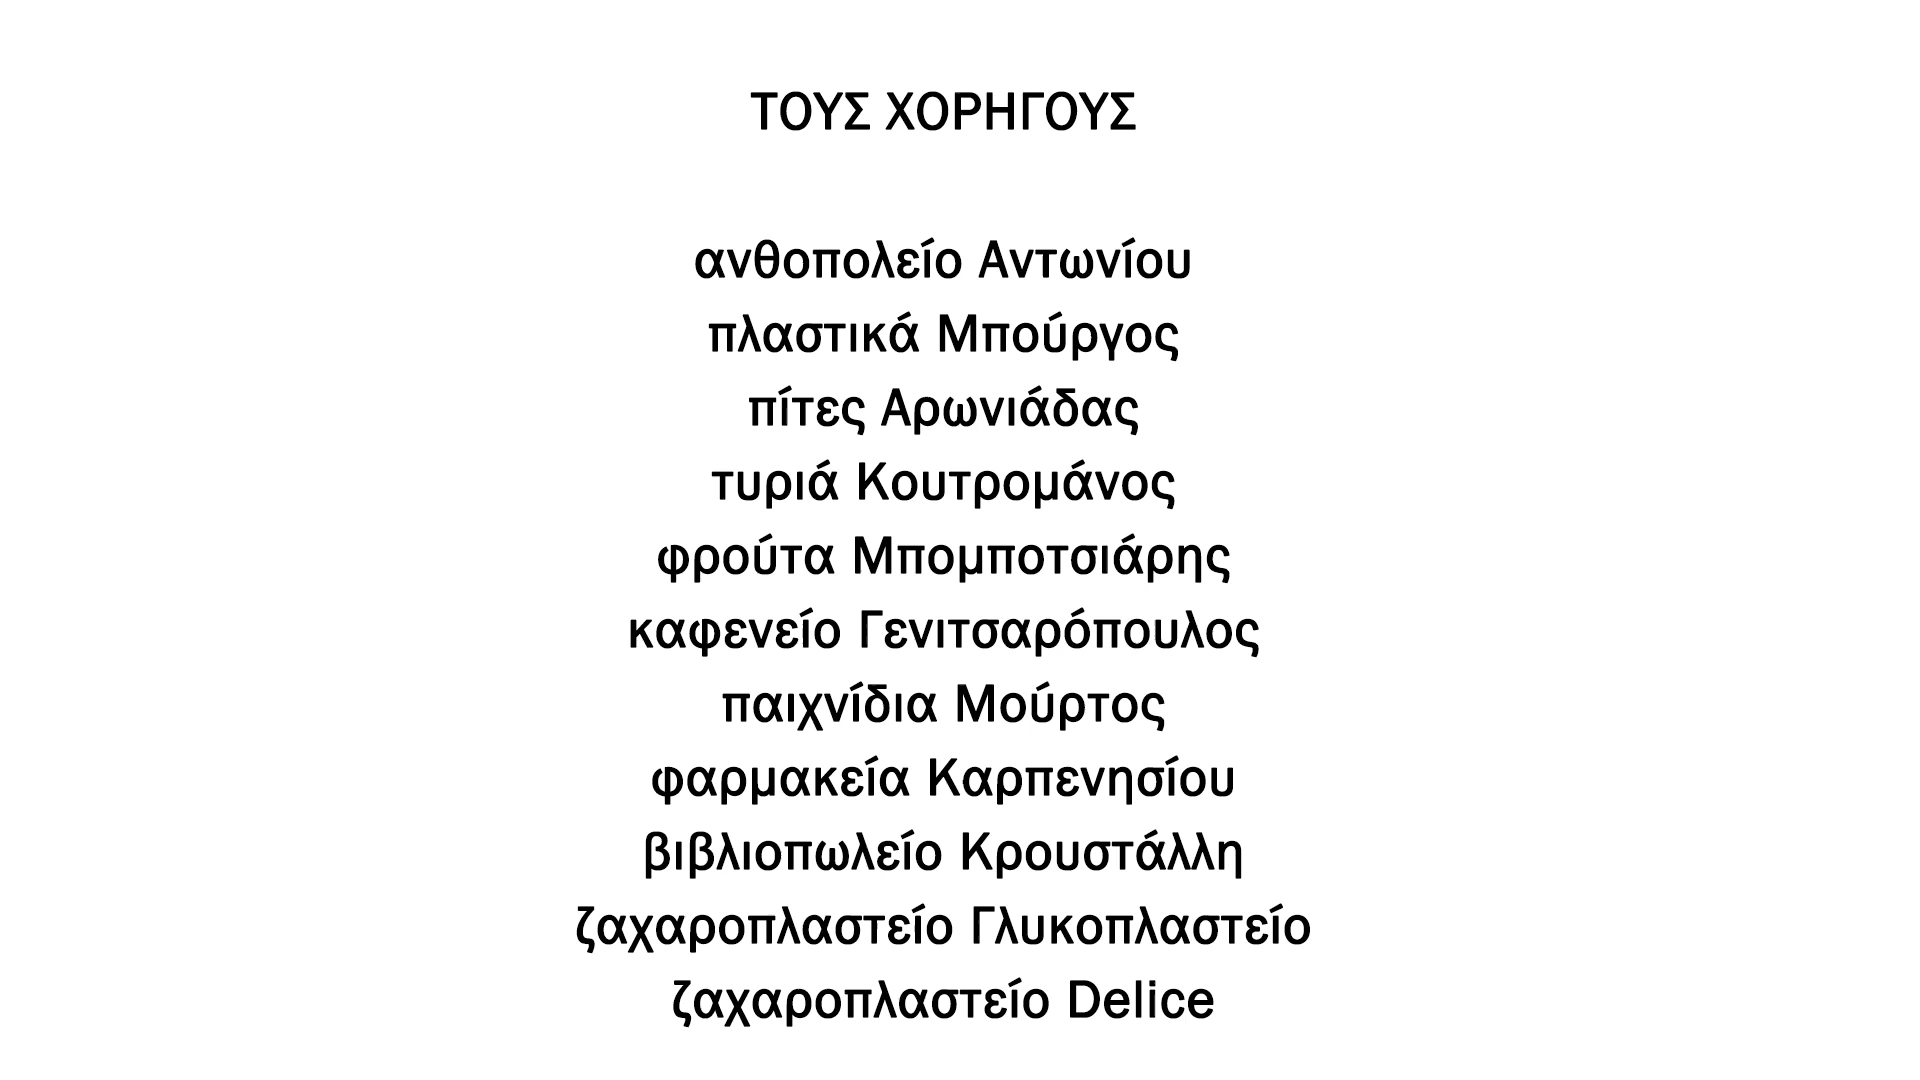 ΤΟΥΣ ΧΟΡΗΓΟΥΣ
ανθοπολείο Αντωνίου
πλαστικά Μπούργος
πίτες Αρωνιάδας
τυριά Κουτρομάνος
φρούτα Μπομποτσιάρης
καφενείο Γενιτσαρόπουλος
παιχνίδια Μούρτος
φαρμακεία Καρπενησίου
βιβλιοπωλείο Κρουστάλλη
ζαχαροπλαστείο Γλυκοπλαστείο
ζαχαροπλαστείο Delice